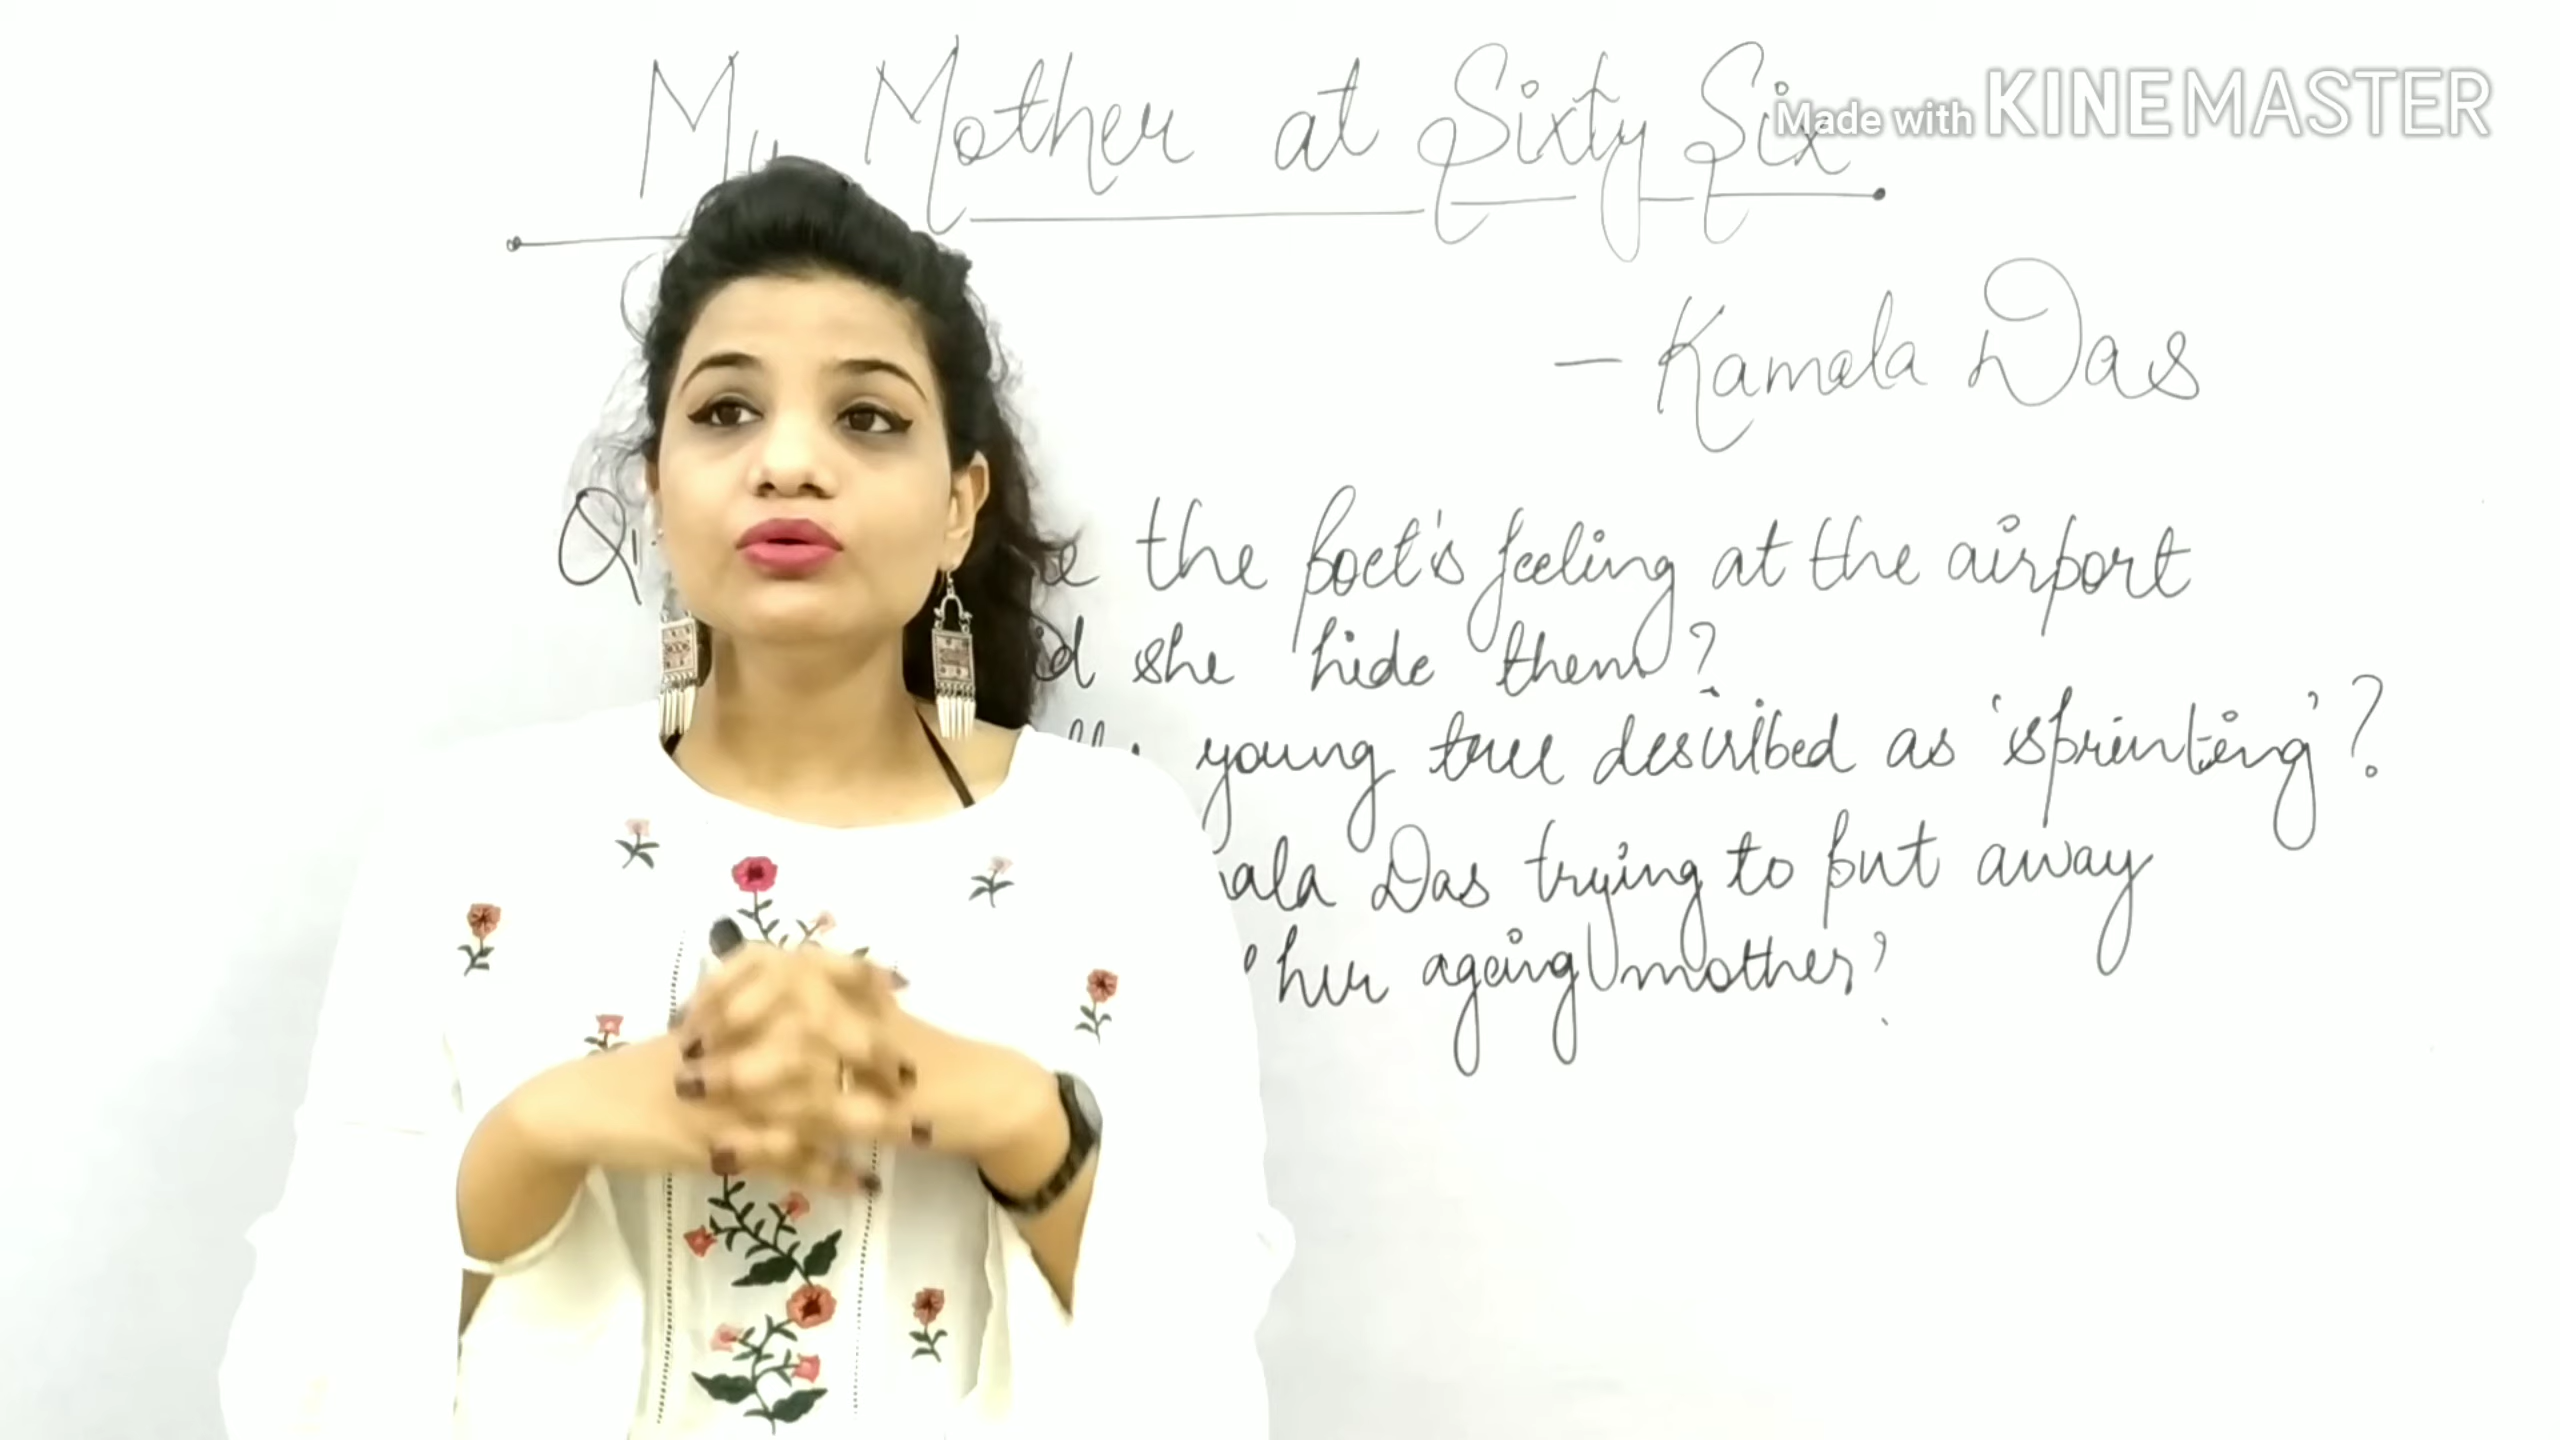 My Mother at Sixty Six
Made with KINEMASTER
- Kamala Das
Q1 the poet's feeling at the airport
she hide them?
young tree described as 'sprinting'?
Das trying to put away
her ageing mother?